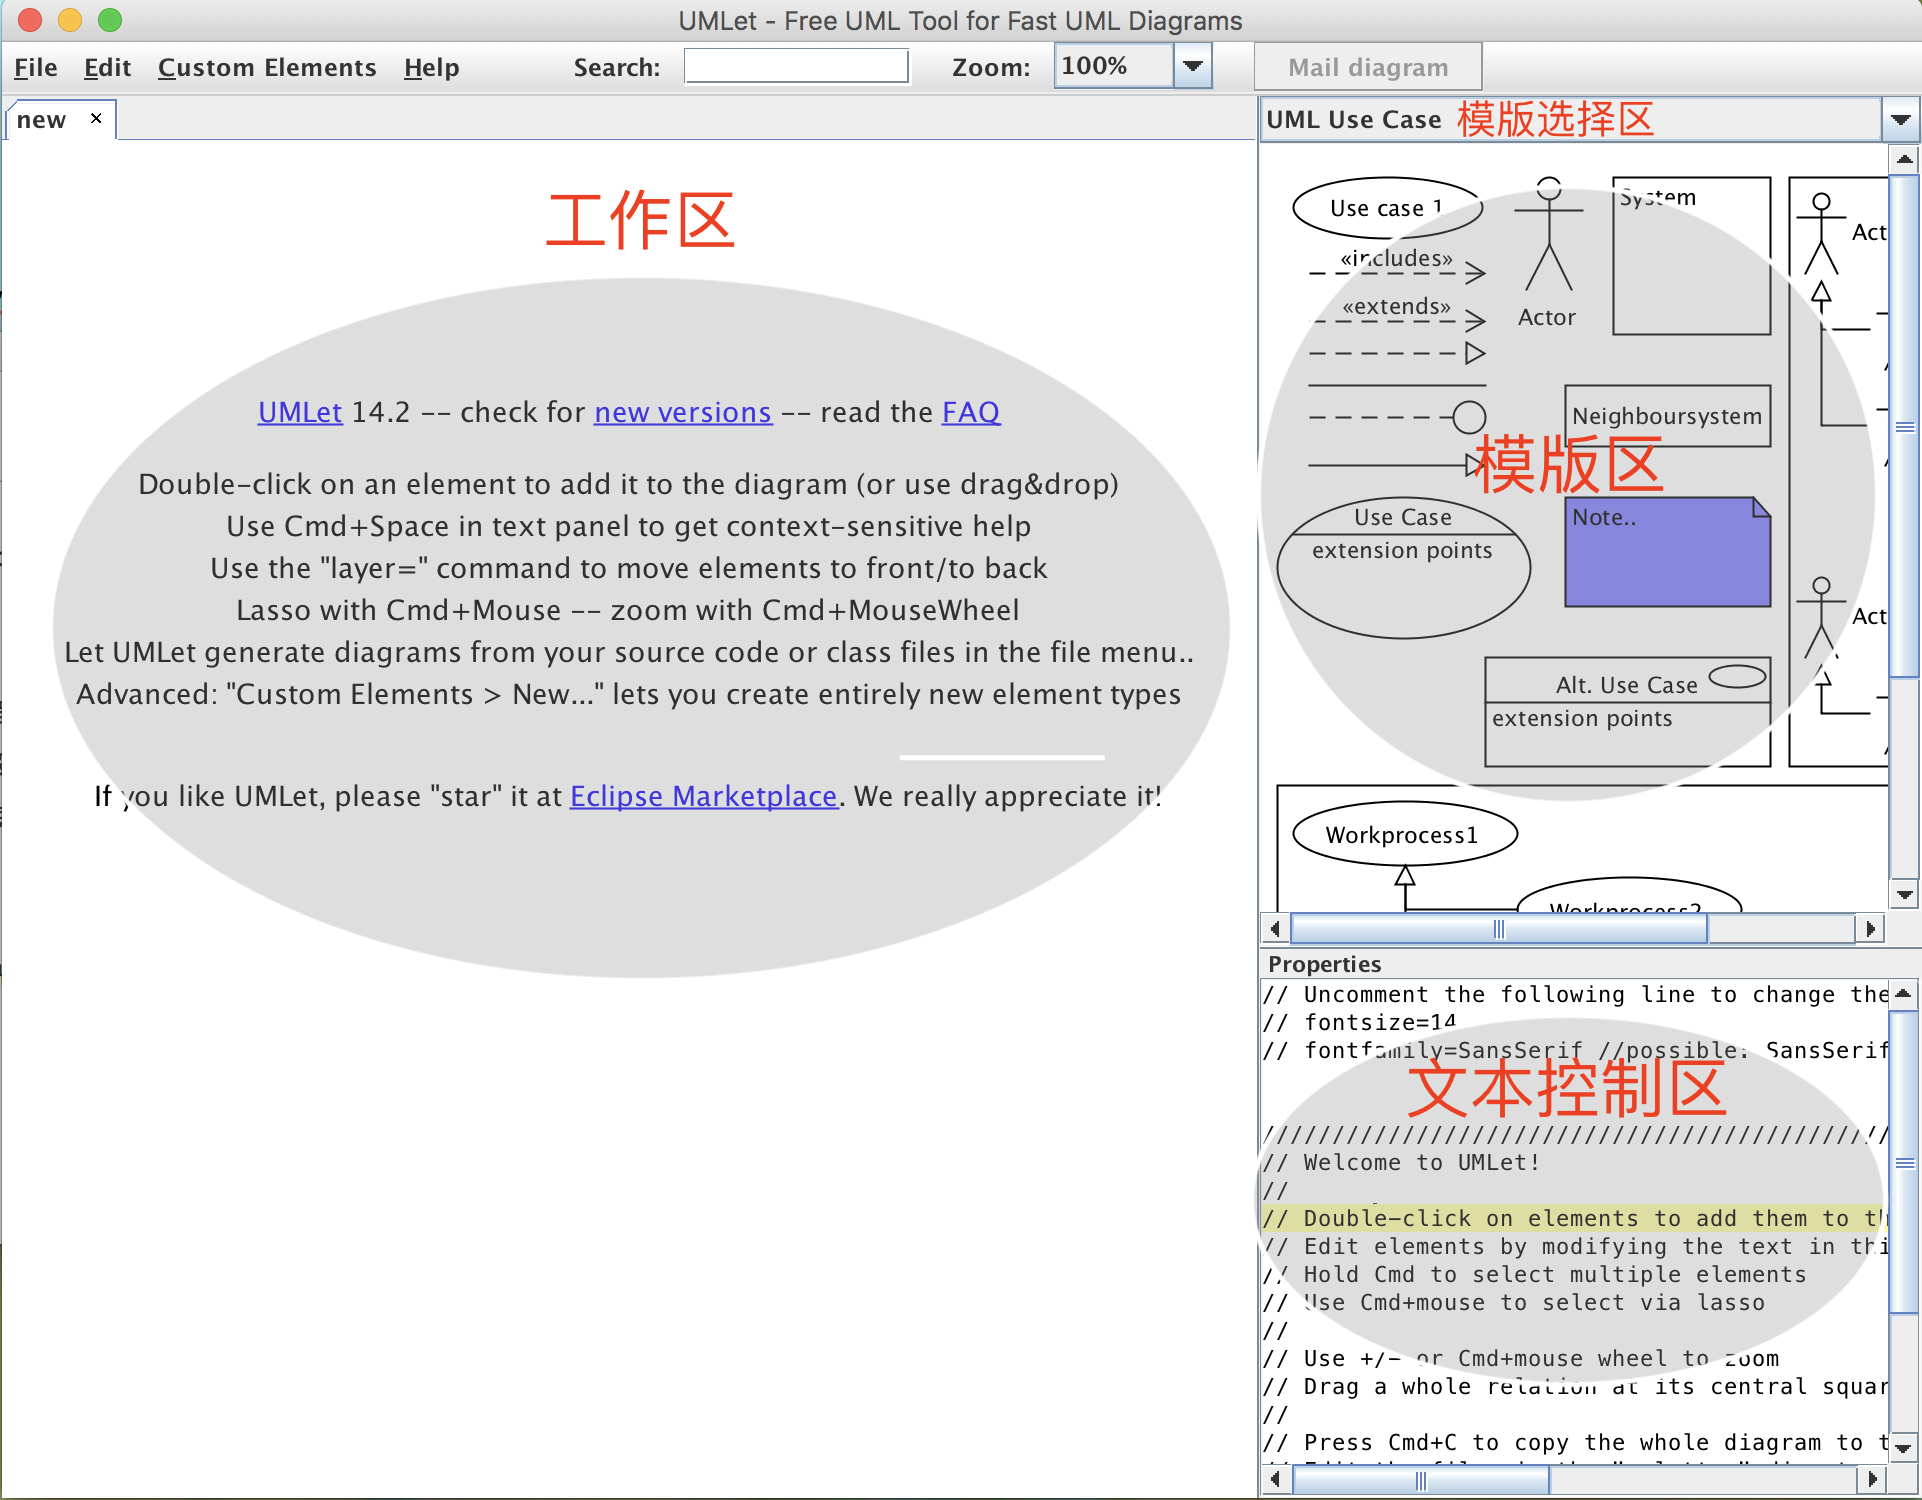 UMLet - Free UML Tool for Fast UML Diagrams
File Edit Custom Elements Help Search: Zoom: 100% Mail diagram
new ×
工作区
UMLet 14.2 -- check for new versions -- read the FAQ
Double-click on an element to add it to the diagram (or use drag&drop)
Use Cmd+Space in text panel to get context-sensitive help
Use the "layer=" command to move elements to front/to back
Lasso with Cmd+Mouse -- zoom with Cmd+MouseWheel
Let UMLet generate diagrams from your source code or class files in the file menu..
Advanced: "Custom Elements > New..." lets you create entirely new element types
If you like UMLet, please "star" it at Eclipse Marketplace. We really appreciate it!
UML Use Case 模版选择区
Use case 1
System
Act
«includes»
«extends»
Actor
Neighboursystem
模版区
Use Case
extension points
Note..
Act
Alt. Use Case
extension points
Workprocess1
Workprocess2
Properties
// Uncomment the following line to change the
// fontsize=14
// fontfamily=SansSerif //possible: SansSerif
文本控制区
/////////////////////////////////////////////
// Welcome to UMLet!
//
// Double-click on elements to add them to th
// Edit elements by modifying the text in thi
// Hold Cmd to select multiple elements
// Use Cmd+mouse to select via lasso
//
// Use +/- or Cmd+mouse wheel to zoom
// Drag a whole relation at its central squar
//
// Press Cmd+C to copy the whole diagram to t